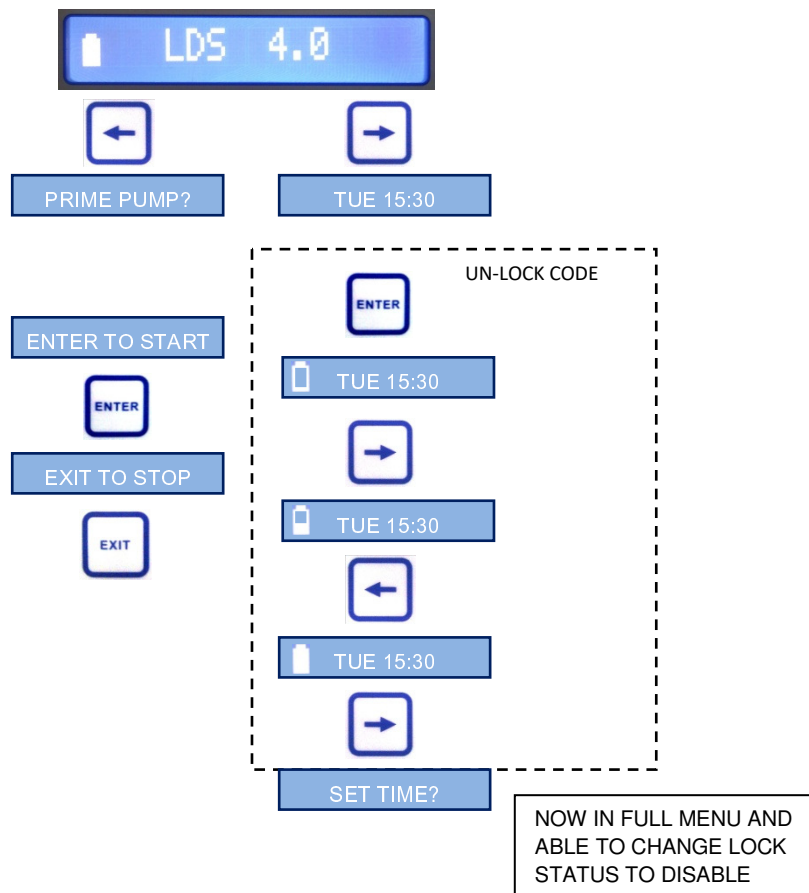 LDS 4.0
PRIME PUMP?
TUE 15:30
UN-LOCK CODE
ENTER
ENTER TO START
TUE 15:30
ENTER
EXIT TO STOP
TUE 15:30
EXIT
TUE 15:30
SET TIME?
NOW IN FULL MENU AND
ABLE TO CHANGE LOCK
STATUS TO DISABLE